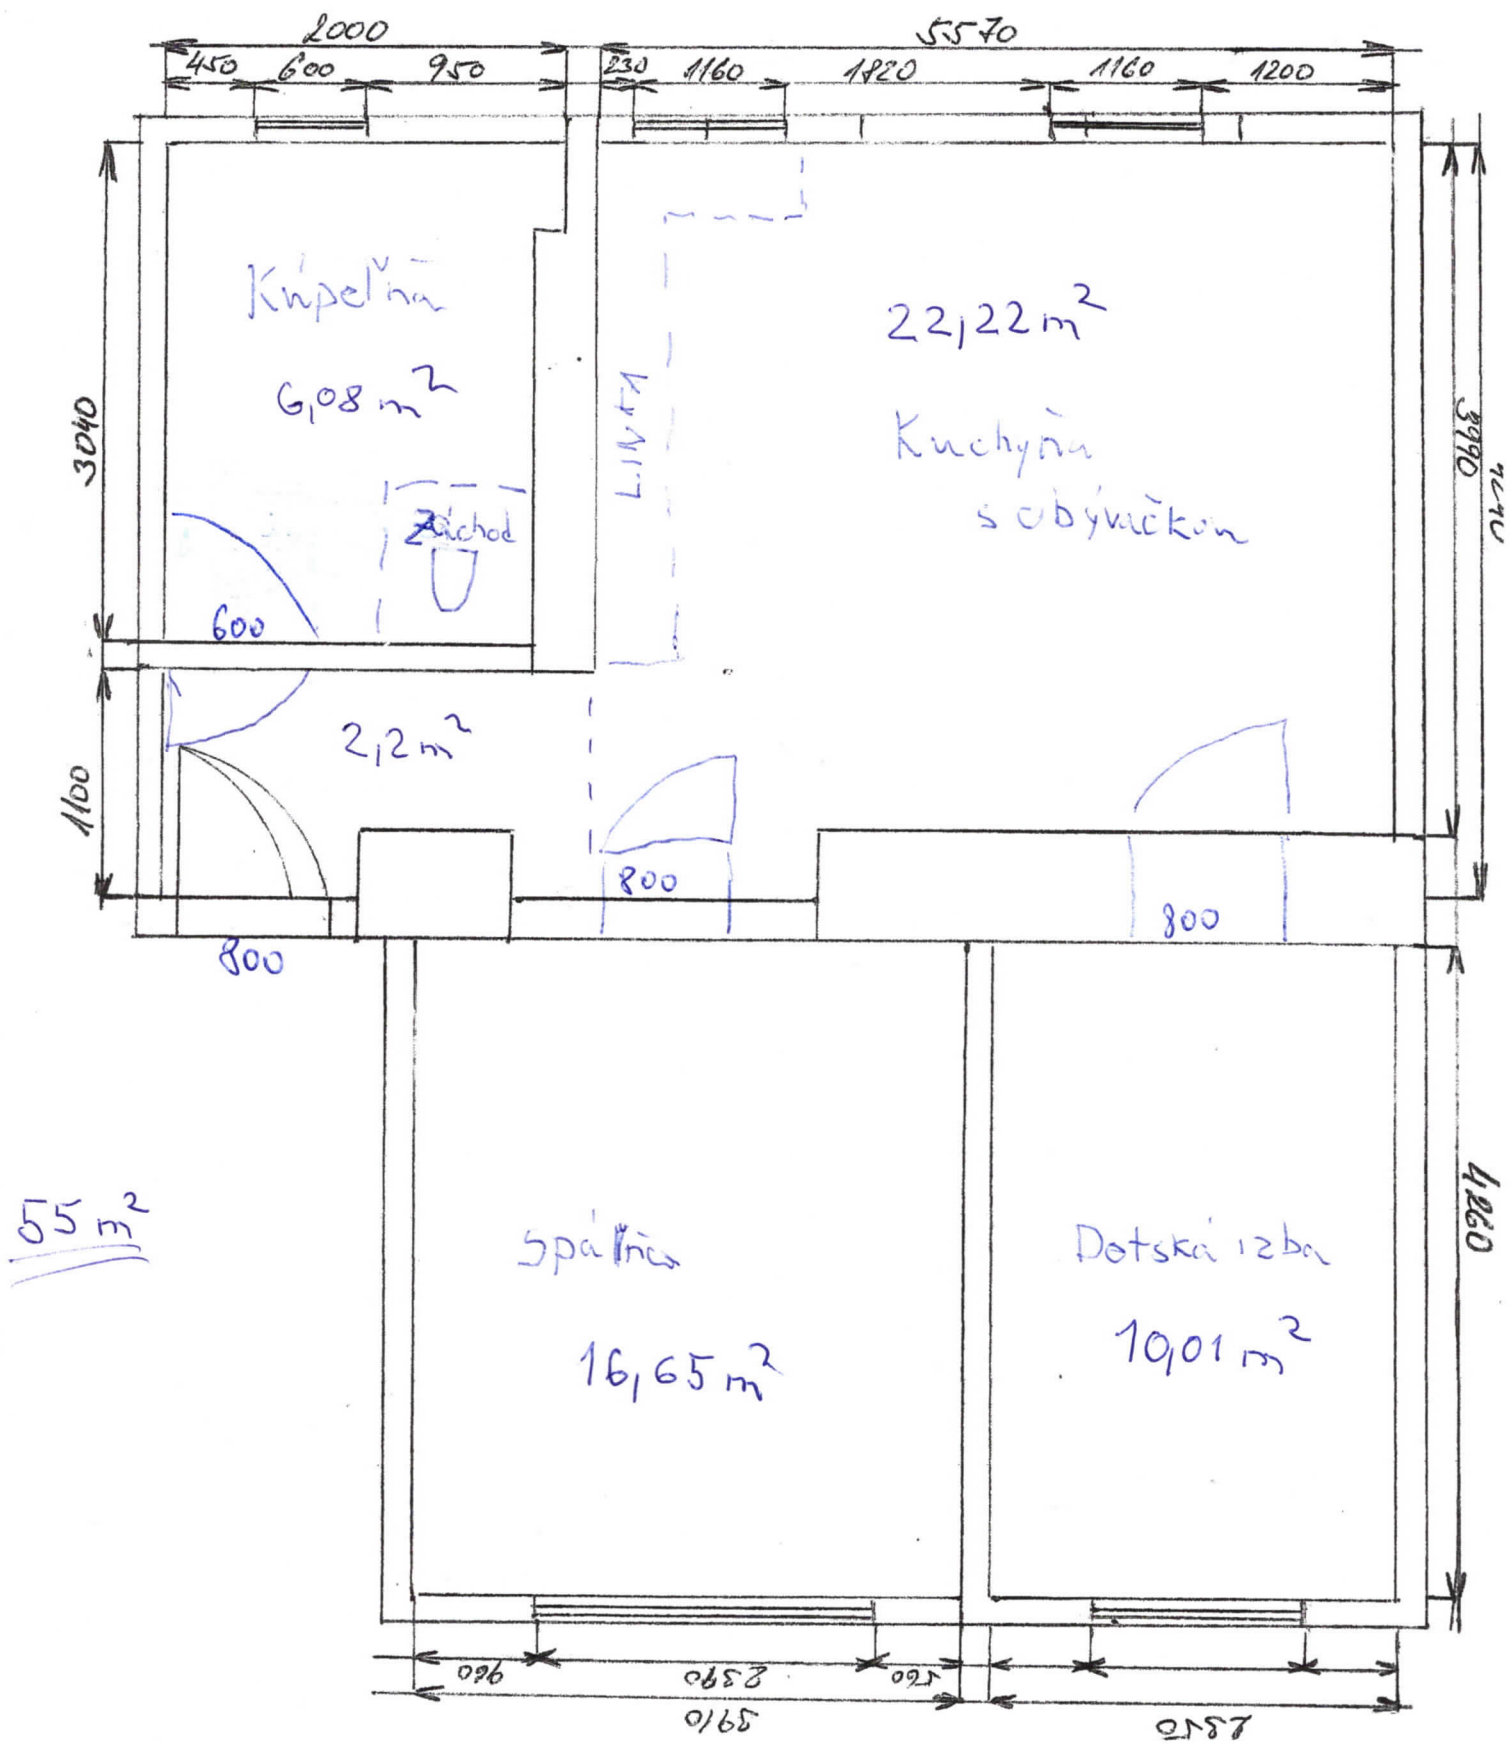 2000
5570
450 600 950 230 1160 1820 1160 1200
Kúpeľňa
6,08 m²
22,22 m²
Kuchyňa
s obývačkou
LINKA
3040
3990
Záchod
600
2,2 m²
1100
800
800
800
55 m²
Spálňa
16,65 m²
Detská izba
10,01 m²
4260
960 2390 560
3910
2350